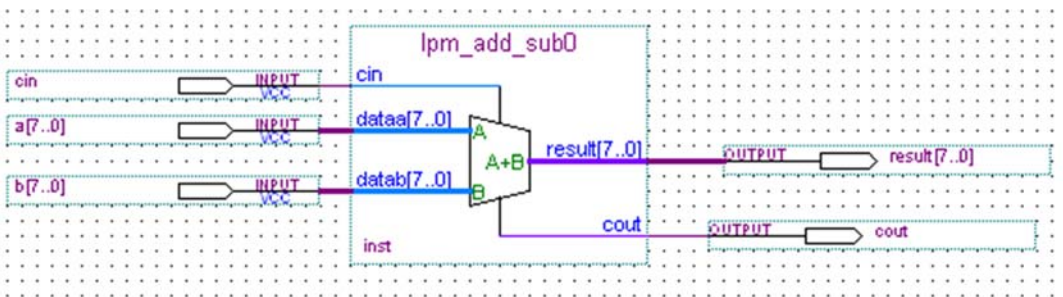 lpm_add_sub0
cin INPUT VCC cin
a[7..0] INPUT VCC dataa[7..0] A
A+B result[7..0] OUTPUT result[7..0]
b[7..0] INPUT VCC datab[7..0] B
cout OUTPUT cout
inst